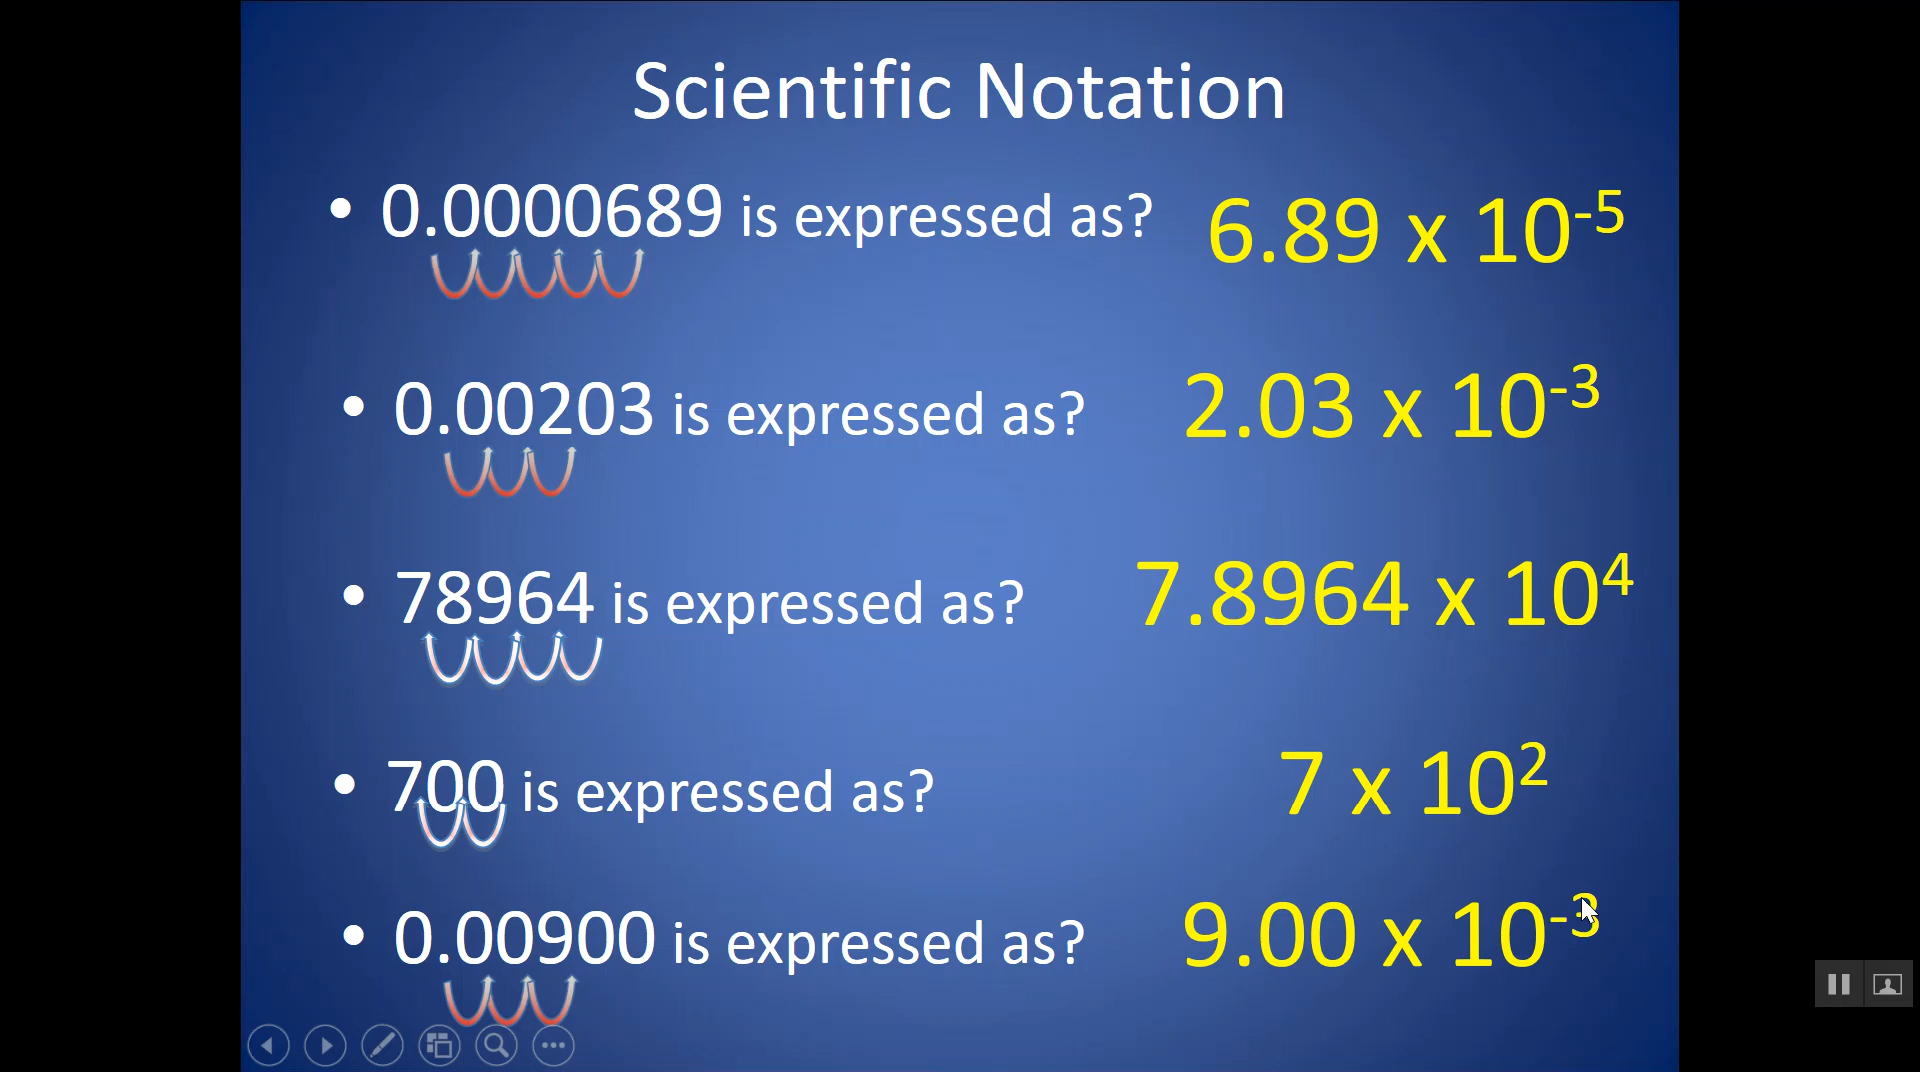 Scientific Notation
• 0.0000689 is expressed as? 6.89 x 10⁻⁵
• 0.00203 is expressed as? 2.03 x 10⁻³
• 78964 is expressed as? 7.8964 x 10⁴
• 700 is expressed as? 7 x 10²
• 0.00900 is expressed as? 9.00 x 10⁻³